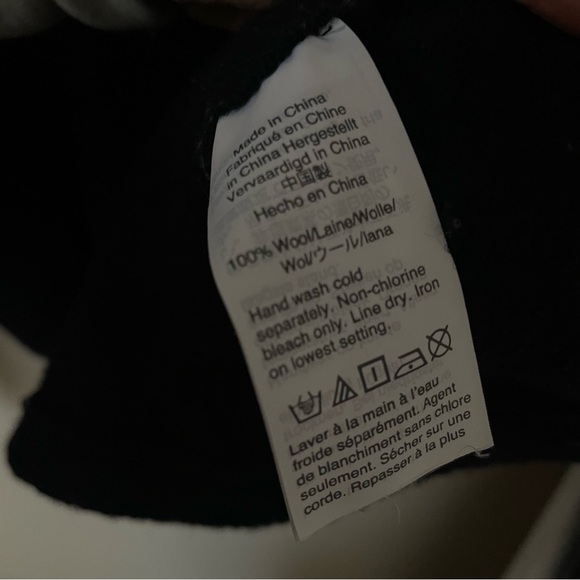 Made in China
Fabriqué en Chine
in China Hergestellt
Vervaardigd in China
中国製
Hecho en China
100% Wool/Laine/Wolle/
Wol/ウール/lana
Hand wash cold
separately. Non-chlorine
bleach only. Line dry. Iron
on lowest setting.
Laver à la main à l'eau
froide séparément. Agent
de blanchiment sans chlore
seulement. Sécher sur une
corde. Repasser à la plus